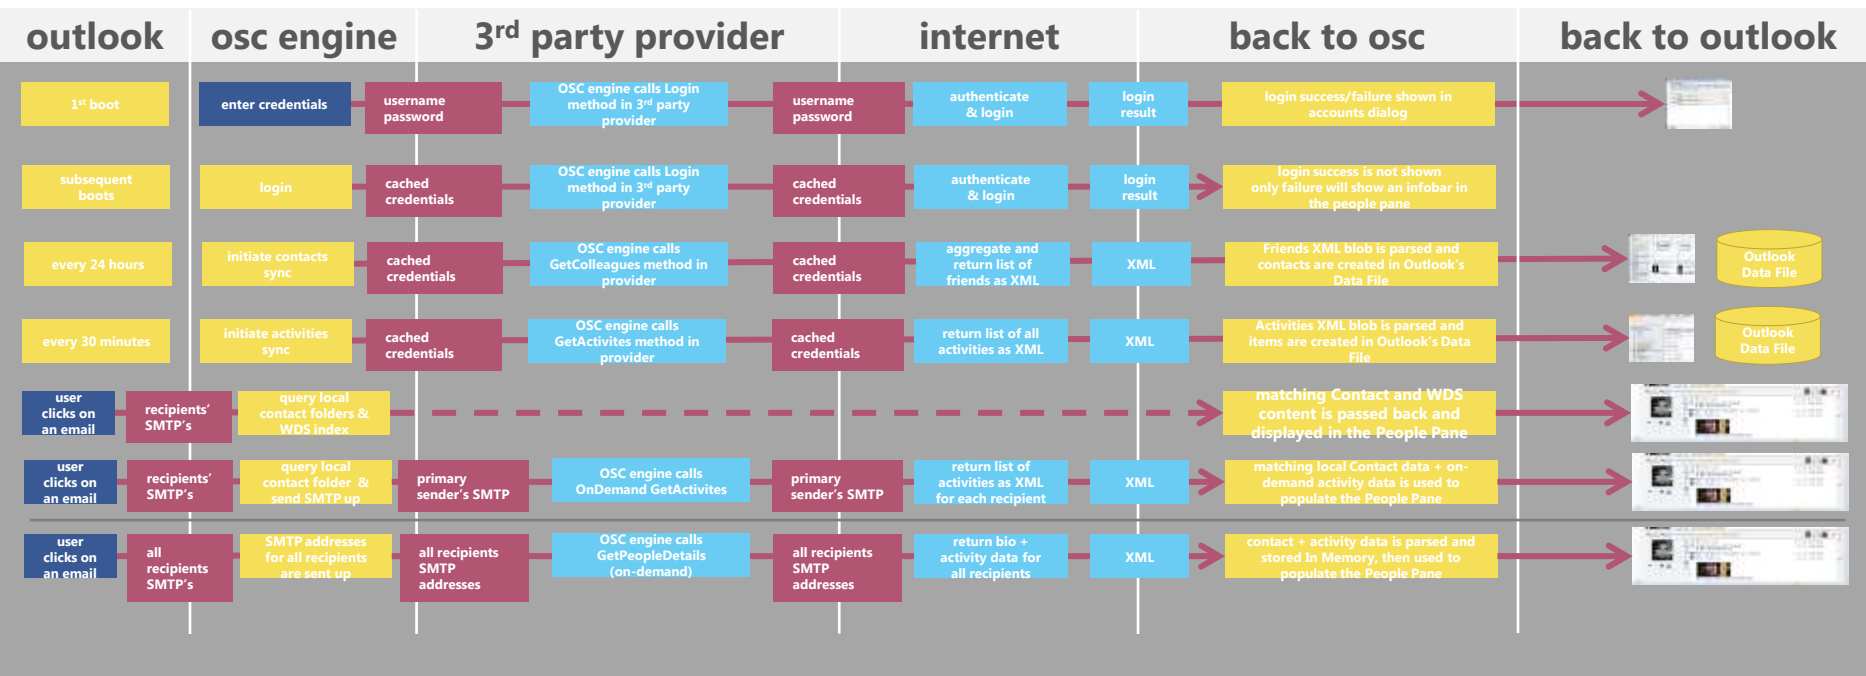 outlook
osc engine
3rd party provider
internet
back to osc
back to outlook
1st boot
enter credentials
username
password
OSC engine calls Login
method in 3rd party
provider
username
password
authenticate
& login
login
result
login success/failure shown in
accounts dialog
subsequent
boots
login
cached
credentials
OSC engine calls Login
method in 3rd party
provider
cached
credentials
authenticate
& login
login
result
login success is not shown
only failure will show an infobar in
the people pane
every 24 hours
initiate contacts
sync
cached
credentials
OSC engine calls
GetColleagues method in
provider
cached
credentials
aggregate and
return list of
friends as XML
XML
Friends XML blob is parsed and
contacts are created in Outlook's
Data File
Outlook
Data File
every 30 minutes
initiate activities
sync
cached
credentials
OSC engine calls
GetActivites method in
provider
cached
credentials
return list of all
activities as XML
XML
Activities XML blob is parsed and
items are created in Outlook's Data
File
Outlook
Data File
user
clicks on
an email
recipients'
SMTP's
query local
contact folders &
WDS index
matching Contact and WDS
content is passed back and
displayed in the People Pane
user
clicks on
an email
recipients'
SMTP's
query local
contact folder &
send SMTP up
primary
sender's SMTP
OSC engine calls
OnDemand GetActivites
primary
sender's SMTP
return list of
activities as XML
for each recipient
XML
matching local Contact data + on-
demand activity data is used to
populate the People Pane
user
clicks on
an email
all
recipients
SMTP's
SMTP addresses
for all recipients
are sent up
all recipients
SMTP
addresses
OSC engine calls
GetPeopleDetails
(on-demand)
all recipients
SMTP
addresses
return bio +
activity data for
all recipients
XML
contact + activity data is parsed and
stored In Memory, then used to
populate the People Pane